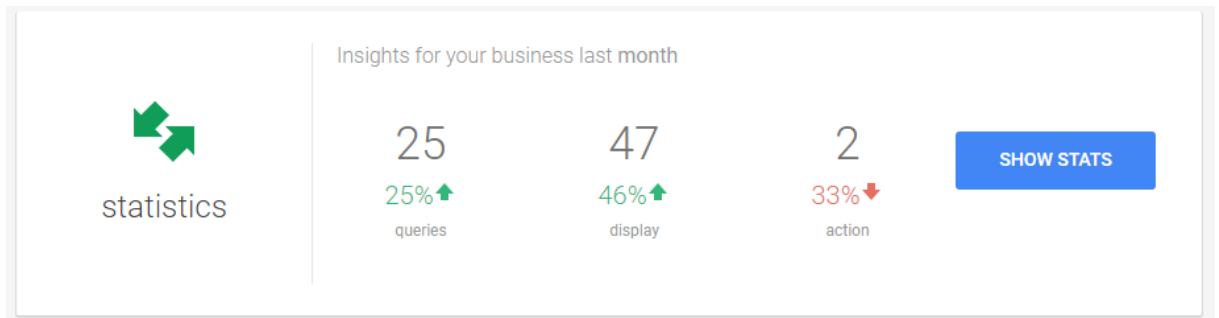 Insights for your business last month
statistics
25 47 2
25% 46% 33%
queries display action
SHOW STATS